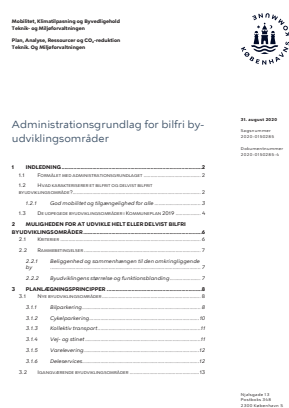 Mobilitet, Klimatilpasning og Byvedligehold
Teknik- og Miljøforvaltningen
Plan, Analyse, Ressourcer og CO₂-reduktion
Teknik. Og Miljøforvaltningen
KØBENHAVNS KOMMUNE
31. august 2020
Sagsnummer
2020-0150285
Dokumentnummer
2020-0150285-4
Administrationsgrundlag for bilfri by-
udviklingsområder
1 INDLEDNING 2
1.1 FORMÅLET MED ADMINISTRATIONSGRUNDLAGET 2
1.2 HVAD KARAKTERISERER ET BILFRIT OG DELVIST BILFRIT
BYUDVIKLINGSOMRÅDE? 2
1.2.1 God mobilitet og tilgængelighed for alle 3
1.3 DE UDPEGEDE BYUDVIKLINGSOMRÅDER I KOMMUNEPLAN 2019 4
2 MULIGHEDEN FOR AT UDVIKLE HELT ELLER DELVIST BILFRI
BYUDVIKLINGSOMRÅDER 6
2.1 KRITERIER 6
2.2 RAMMEBETINGELSER 7
2.2.1 Beliggenhed og sammenhængen til den omkringliggende
by 7
2.2.2 Byudviklingens størrelse og funktionsblanding 7
3 PLANLÆGNINGSPRINCIPPER 8
3.1 NYE BYUDVIKLINGSOMRÅDER 8
3.1.1 Bilparkering 8
3.1.2 Cykelparkering 10
3.1.3 Kollektiv transport 11
3.1.4 Vej- og stinet 11
3.1.5 Varelevering 12
3.1.6 Deleservices 12
3.2 IGANGVÆRENDE BYUDVIKLINGSOMRÅDER 13
Njalsgade 13
Postboks 348
2300 København S